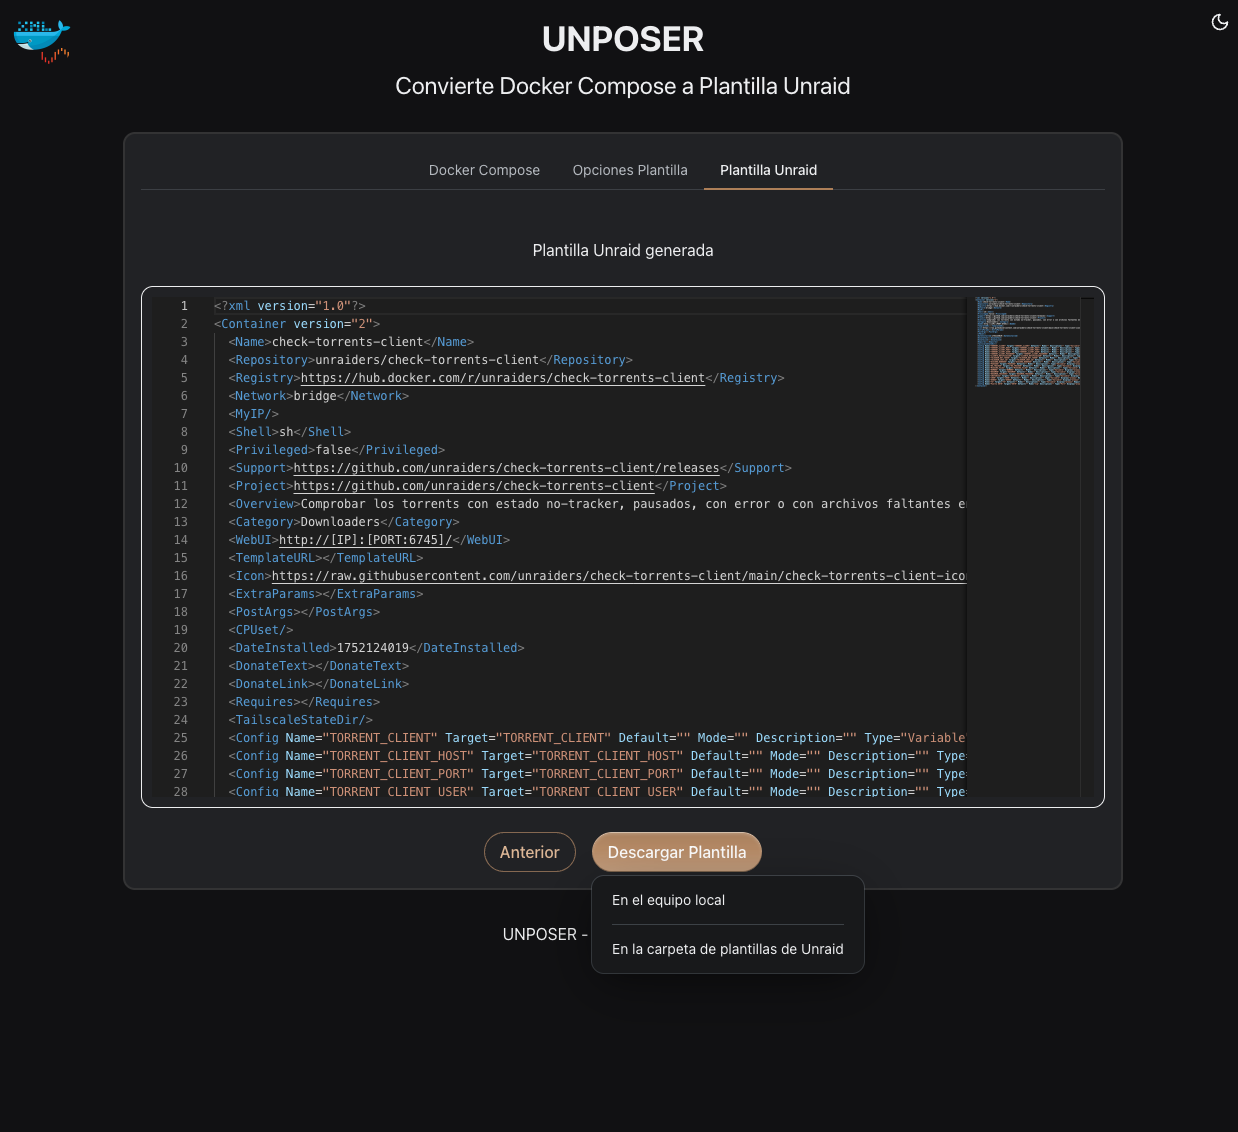 UNPOSER
Convierte Docker Compose a Plantilla Unraid
Docker Compose Opciones Plantilla Plantilla Unraid
Plantilla Unraid generada
1 <?xml version="1.0"?>
2 <Container version="2">
3 <Name>check-torrents-client</Name>
4 <Repository>unraiders/check-torrents-client</Repository>
5 <Registry>https://hub.docker.com/r/unraiders/check-torrents-client</Registry>
6 <Network>bridge</Network>
7 <MyIP/>
8 <Shell>sh</Shell>
9 <Privileged>false</Privileged>
10 <Support>https://github.com/unraiders/check-torrents-client/releases</Support>
11 <Project>https://github.com/unraiders/check-torrents-client</Project>
12 <Overview>Comprobar los torrents con estado no-tracker, pausados, con error o con archivos faltantes e
13 <Category>Downloaders</Category>
14 <WebUI>http://[IP]:[PORT:6745]/</WebUI>
15 <TemplateURL></TemplateURL>
16 <Icon>https://raw.githubusercontent.com/unraiders/check-torrents-client/main/check-torrents-client-ico
17 <ExtraParams></ExtraParams>
18 <PostArgs></PostArgs>
19 <CPUset/>
20 <DateInstalled>1752124019</DateInstalled>
21 <DonateText></DonateText>
22 <DonateLink></DonateLink>
23 <Requires></Requires>
24 <TailscaleStateDir/>
25 <Config Name="TORRENT_CLIENT" Target="TORRENT_CLIENT" Default="" Mode="" Description="" Type="Variable
26 <Config Name="TORRENT_CLIENT_HOST" Target="TORRENT_CLIENT_HOST" Default="" Mode="" Description="" Type
27 <Config Name="TORRENT_CLIENT_PORT" Target="TORRENT_CLIENT_PORT" Default="" Mode="" Description="" Type
28 <Config Name="TORRENT_CLIENT_USER" Target="TORRENT_CLIENT_USER" Default="" Mode="" Description="" Type
Anterior Descargar Plantilla
En el equipo local
UNPOSER -
En la carpeta de plantillas de Unraid